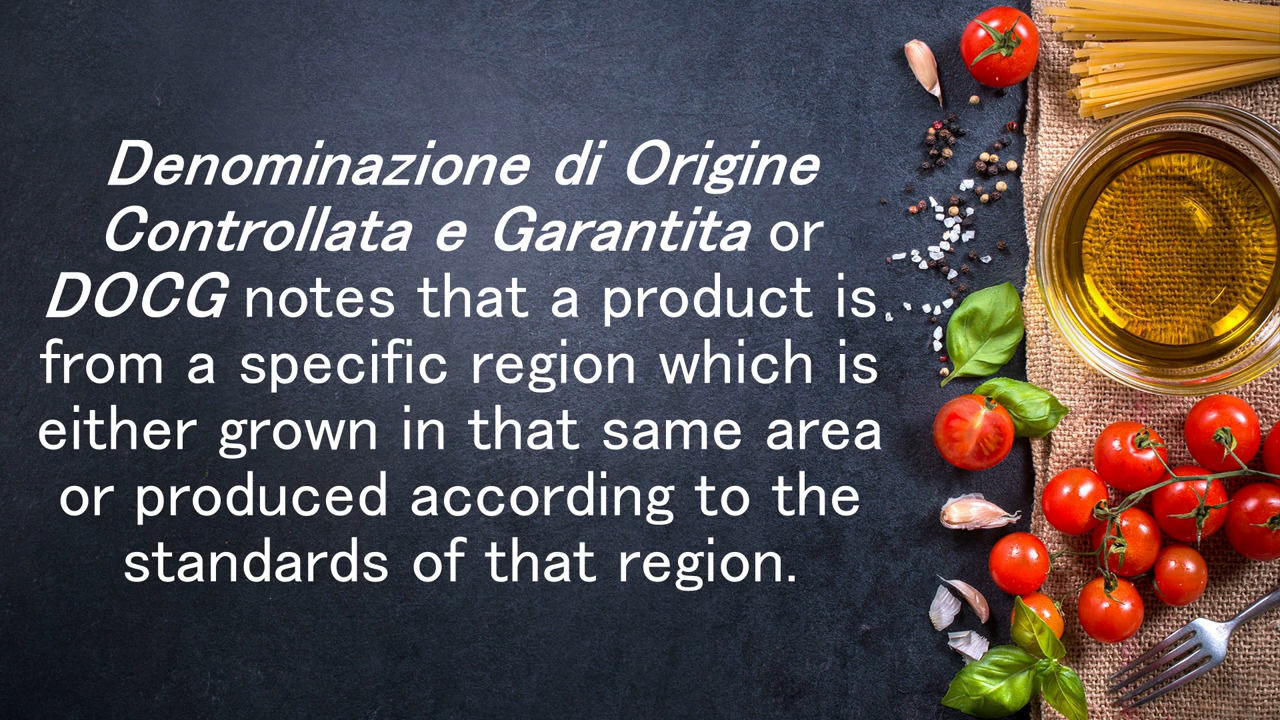 Denominazione di Origine
Controllata e Garantita or
DOCG notes that a product is
from a specific region which is
either grown in that same area
or produced according to the
standards of that region.